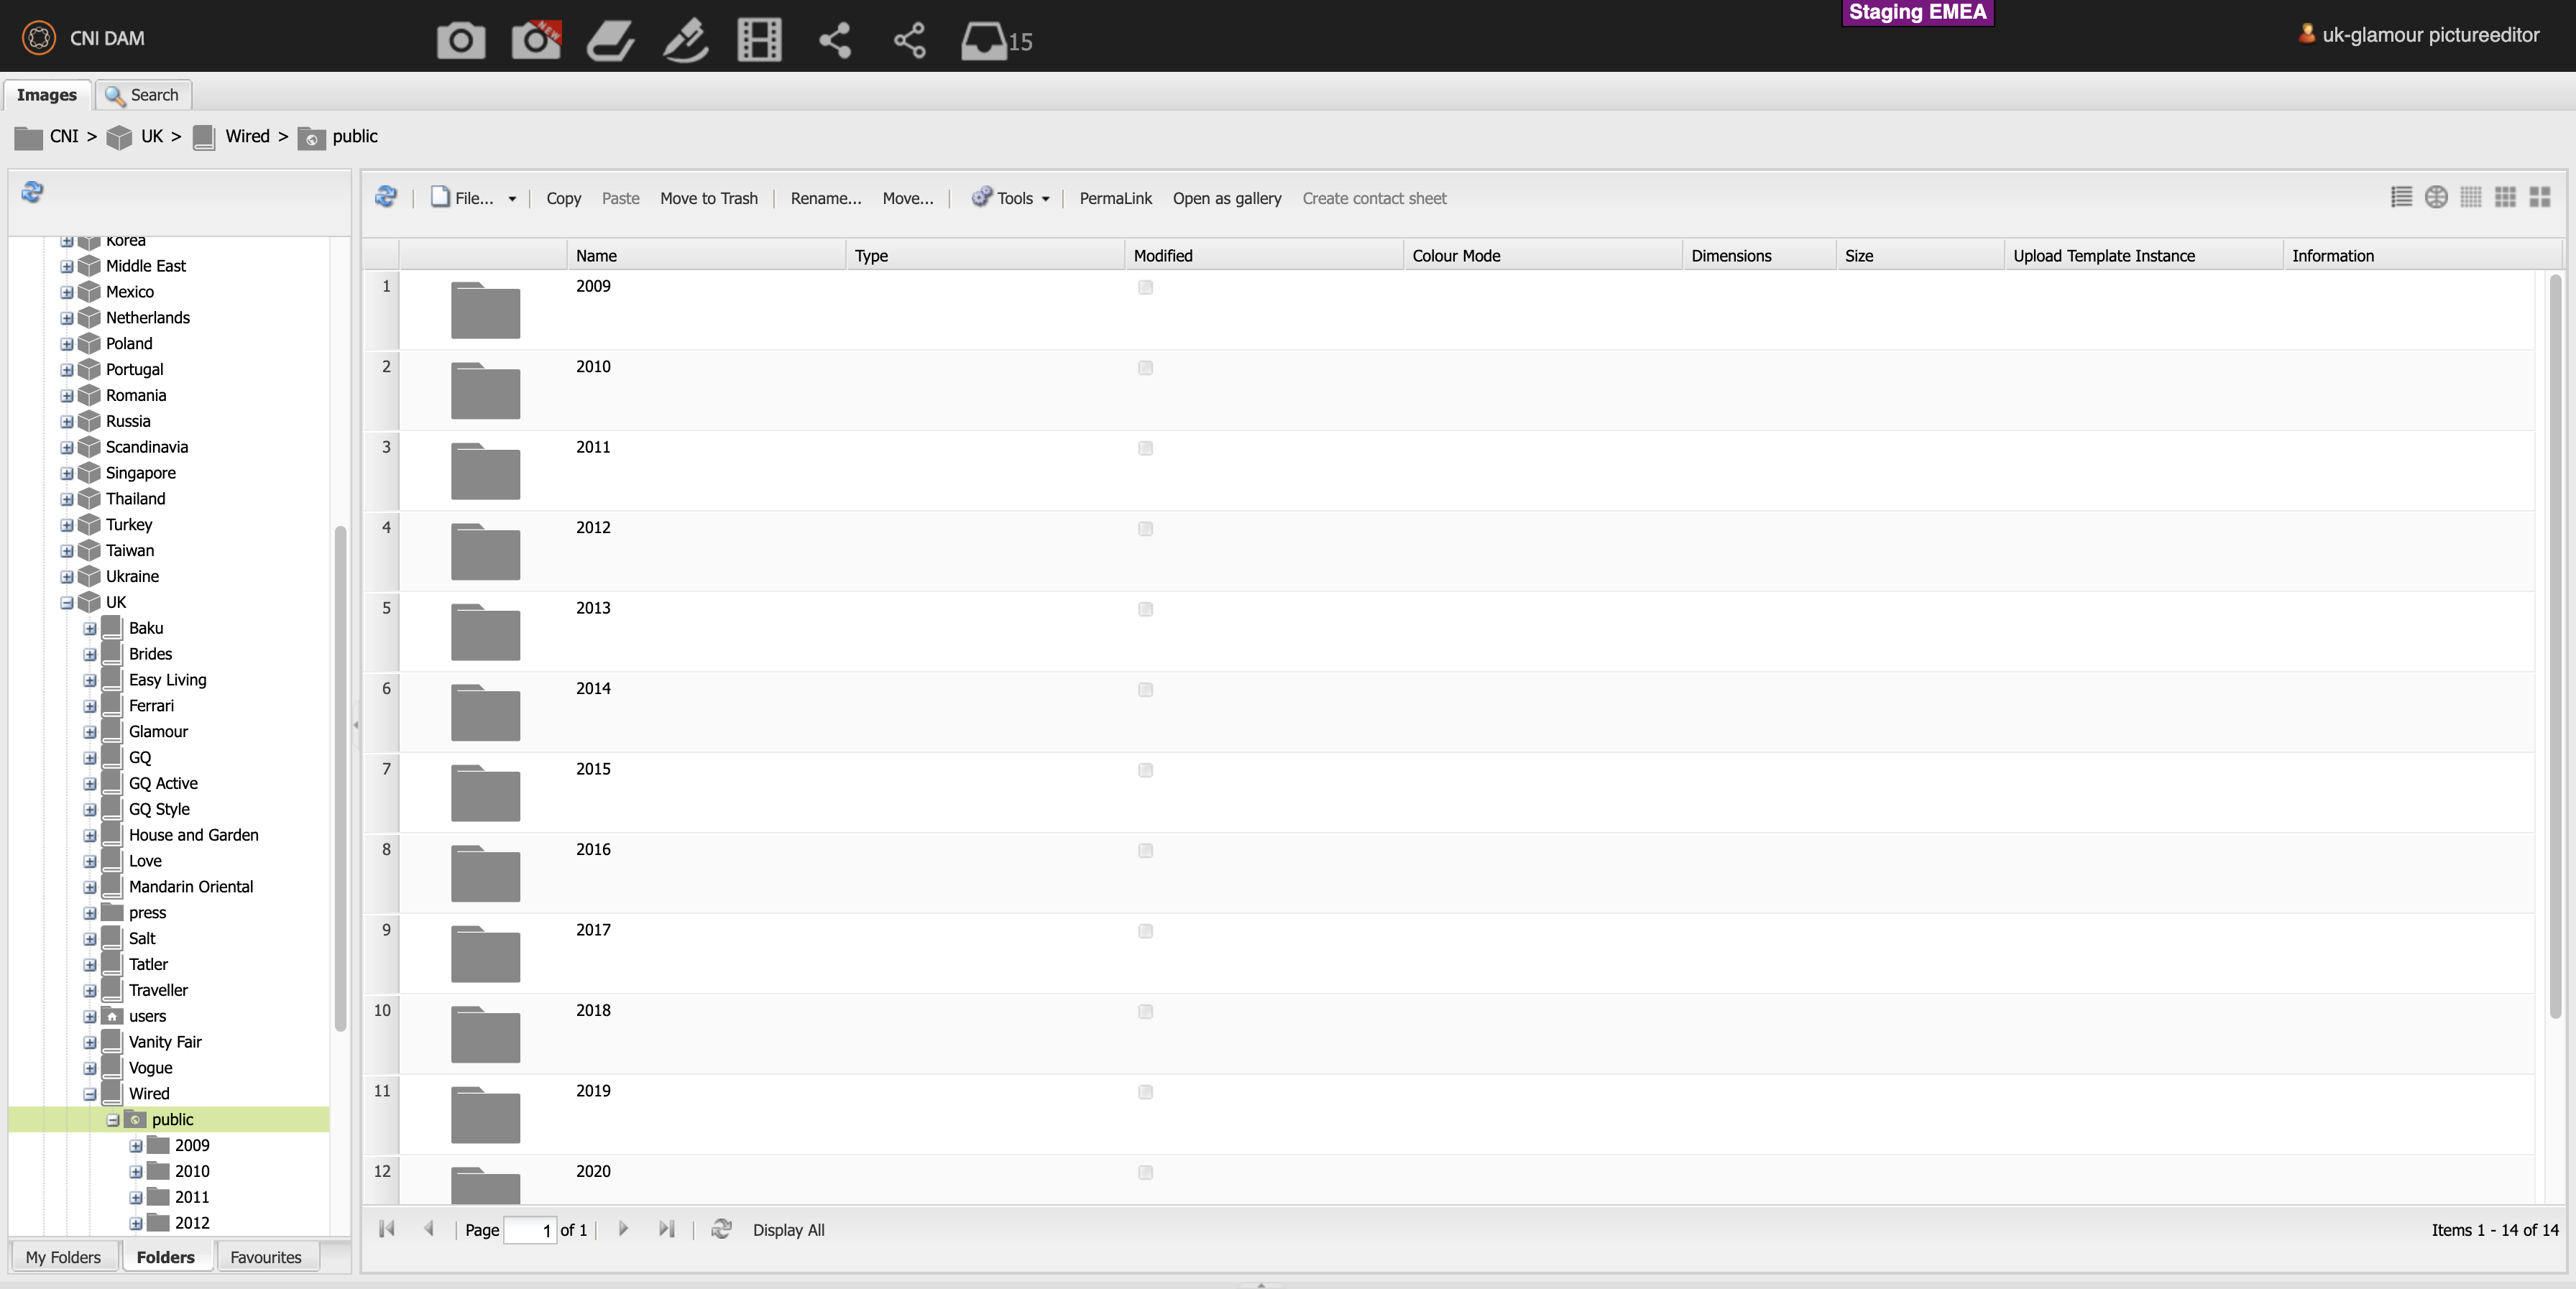 Staging EMEA
CNI DAM
NEW
15
uk-glamour pictureeditor
Images
Search
CNI > UK > Wired > public
File... Copy Paste Move to Trash Rename... Move... Tools PermaLink Open as gallery Create contact sheet
Name Type Modified Colour Mode Dimensions Size Upload Template Instance Information
Korea
Middle East
Mexico
Netherlands
Poland
Portugal
Romania
Russia
Scandinavia
Singapore
Thailand
Turkey
Taiwan
Ukraine
UK
Baku
Brides
Easy Living
Ferrari
Glamour
GQ
GQ Active
GQ Style
House and Garden
Love
Mandarin Oriental
press
Salt
Tatler
Traveller
users
Vanity Fair
Vogue
Wired
public
2009
2010
2011
2012
My Folders Folders Favourites
1 2009
2 2010
3 2011
4 2012
5 2013
6 2014
7 2015
8 2016
9 2017
10 2018
11 2019
12 2020
Page 1 of 1 Display All
Items 1 - 14 of 14